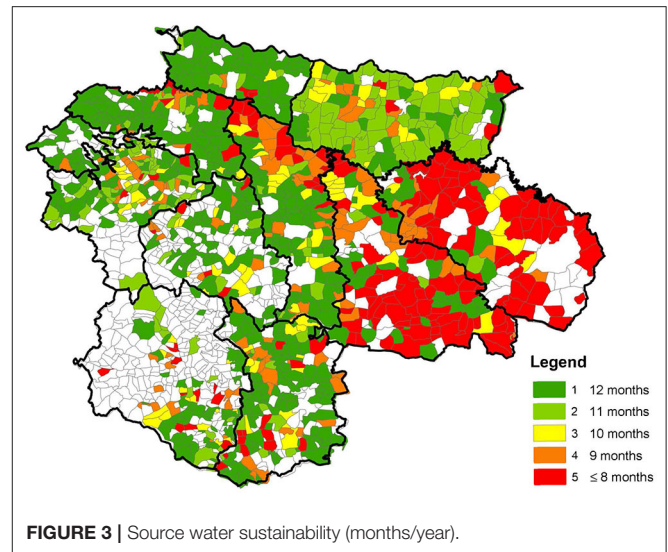 Legend
1 12 months
2 11 months
3 10 months
4 9 months
5 ≤ 8 months
FIGURE 3 | Source water sustainability (months/year).